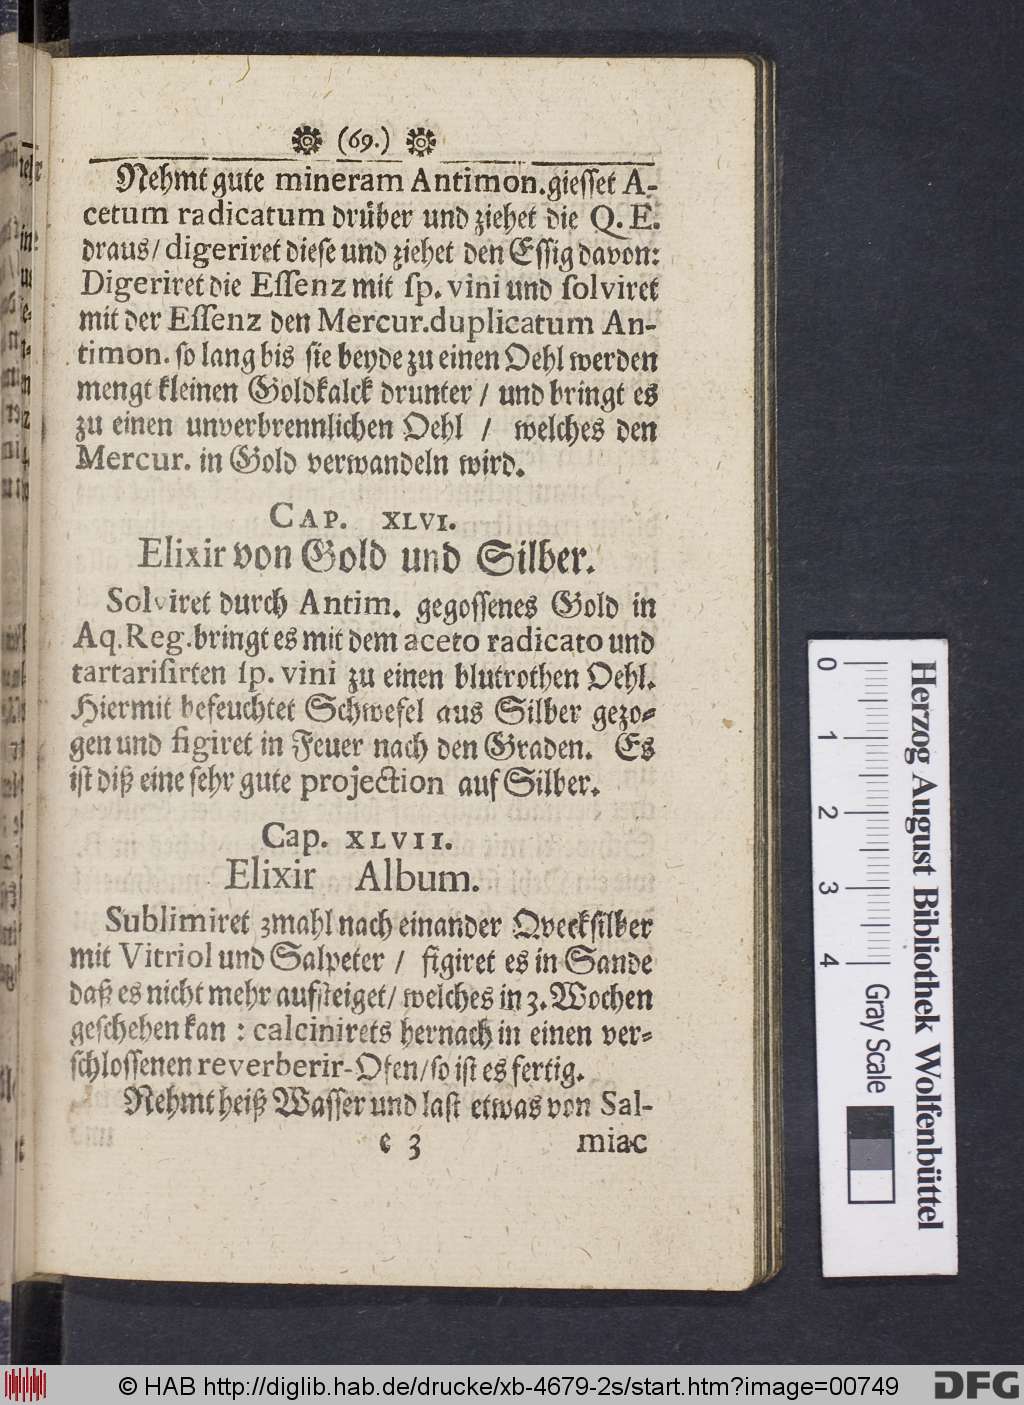 (69.)
Nehmt gute mineram Antimon. giesset A-
cetum radicatum drüber und ziehet die Q. E.
draus/ digeriret diese und ziehet den Essig davon:
Digeriret die Essenz mit sp. vini und solviret
mit der Essenz den Mercur. duplicatum An-
timon. so lang bis sie beyde zu einen Oehl werden
mengt kleinen Goldkalck drunter / und bringt es
zu einen unverbrennlichen Oehl / welches den
Mercur. in Gold verwandeln wird.
CAP. XLVI.
Elixir von Gold und Silber.
Solviret durch Antim. gegossenes Gold in
Aq. Reg. bringt es mit dem aceto radicato und
tartarisirten sp. vini zu einen blutrothen Oehl.
Hiermit befeuchtet Schwefel aus Silber gezo-
gen und figiret in Feuer nach den Graden. Es
ist diß eine sehr gute projection auf Silber.
Cap. XLVII.
Elixir Album.
Sublimiret 3mahl nach einander Qvecksilber
mit Vitriol und Salpeter / figiret es in Sande
daß es nicht mehr aufsteiget/ welches in 3. Wochen
geschehen kan : calcinirets hernach in einen ver-
schlossenen reverberir-Ofen/ so ist es fertig.
Nehmt heiß Wasser und last etwas von Sal-
e 3 miac
Herzog August Bibliothek Wolfenbüttel
0 1 2 3 4 Gray Scale
© HAB http://diglib.hab.de/drucke/xb-4679-2s/start.htm?image=00749
DFG